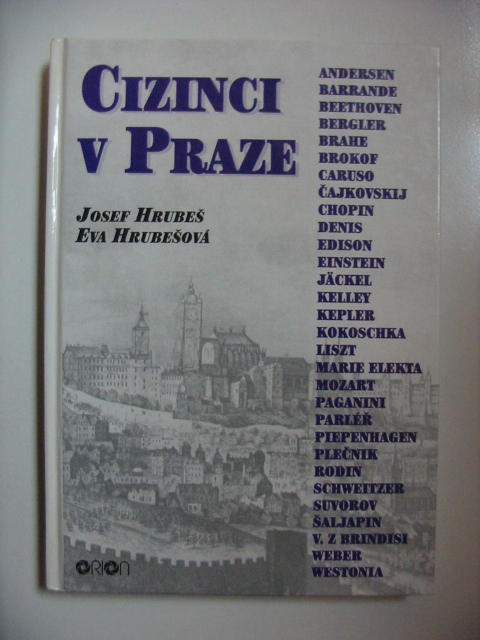 CIZINCI
V PRAZE
JOSEF HRUBEŠ
EVA HRUBEŠOVÁ
ANDERSEN
BARRANDE
BEETHOVEN
BERGLER
BRAHE
BROKOF
CARUSO
ČAJKOVSKIJ
CHOPIN
DENIS
EDISON
EINSTEIN
JÄCKEL
KELLEY
KEPLER
KOKOSCHKA
LISZT
MARIE ELEKTA
MOZART
PAGANINI
PARLÉŘ
PIEPENHAGEN
PLEČNIK
RODIN
SCHWEITZER
SUVOROV
ŠALJAPIN
V. Z BRINDISI
WEBER
WESTONIA
ORION